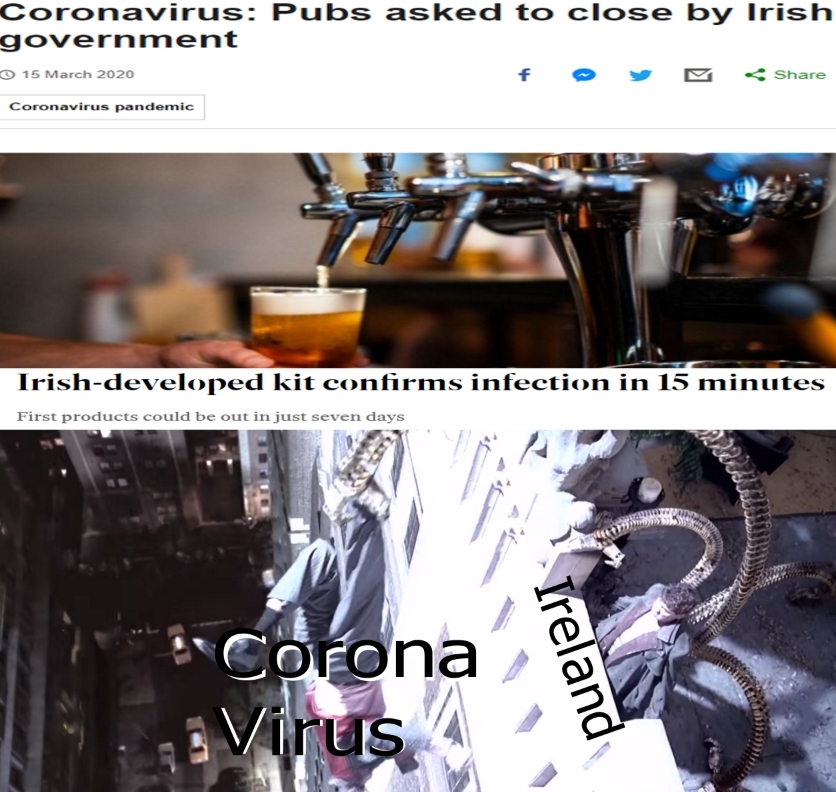 Coronavirus: Pubs asked to close by Irish
government
15 March 2020
Share
Coronavirus pandemic
Irish-developed kit confirms infection in 15 minutes
First products could be out in just seven days
Ireland
Corona
Virus